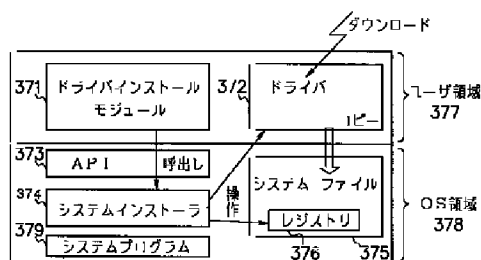 ダウンロード
371
ドライバインストール
モジュール
372
ドライバ
コピー
ユーザ領域
377
373
API 呼出し
374
システムインストーラ
操作
システム ファイル
レジストリ
376
375
OS領域
378
379
システムプログラム